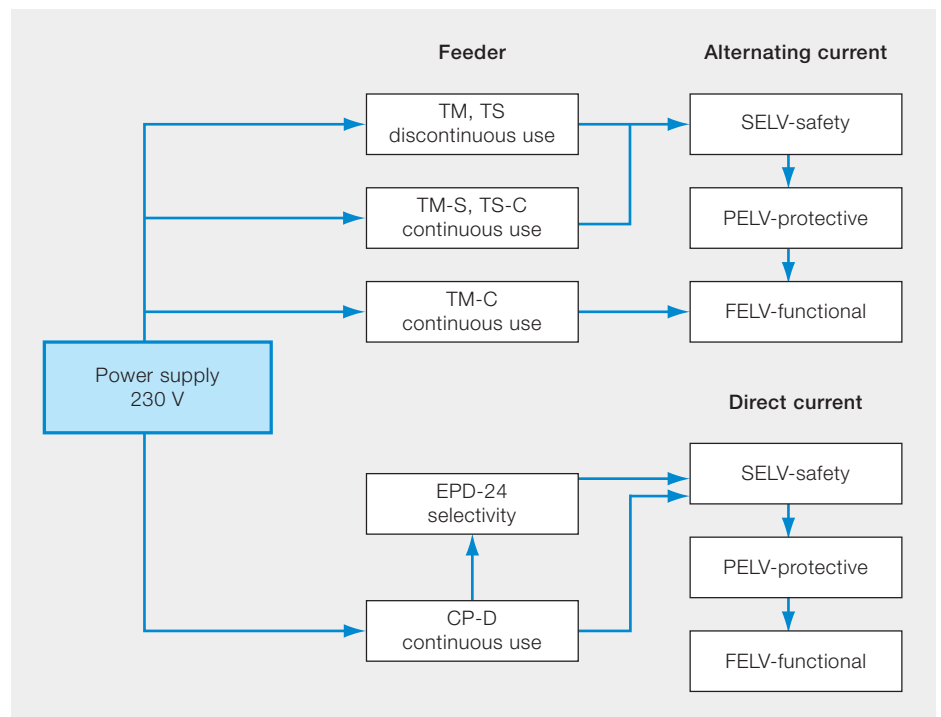 Feeder
Alternating current
TM, TS
discontinuous use
SELV-safety
TM-S, TS-C
continuous use
PELV-protective
TM-C
continuous use
FELV-functional
Power supply
230 V
Direct current
EPD-24
selectivity
SELV-safety
PELV-protective
CP-D
continuous use
FELV-functional